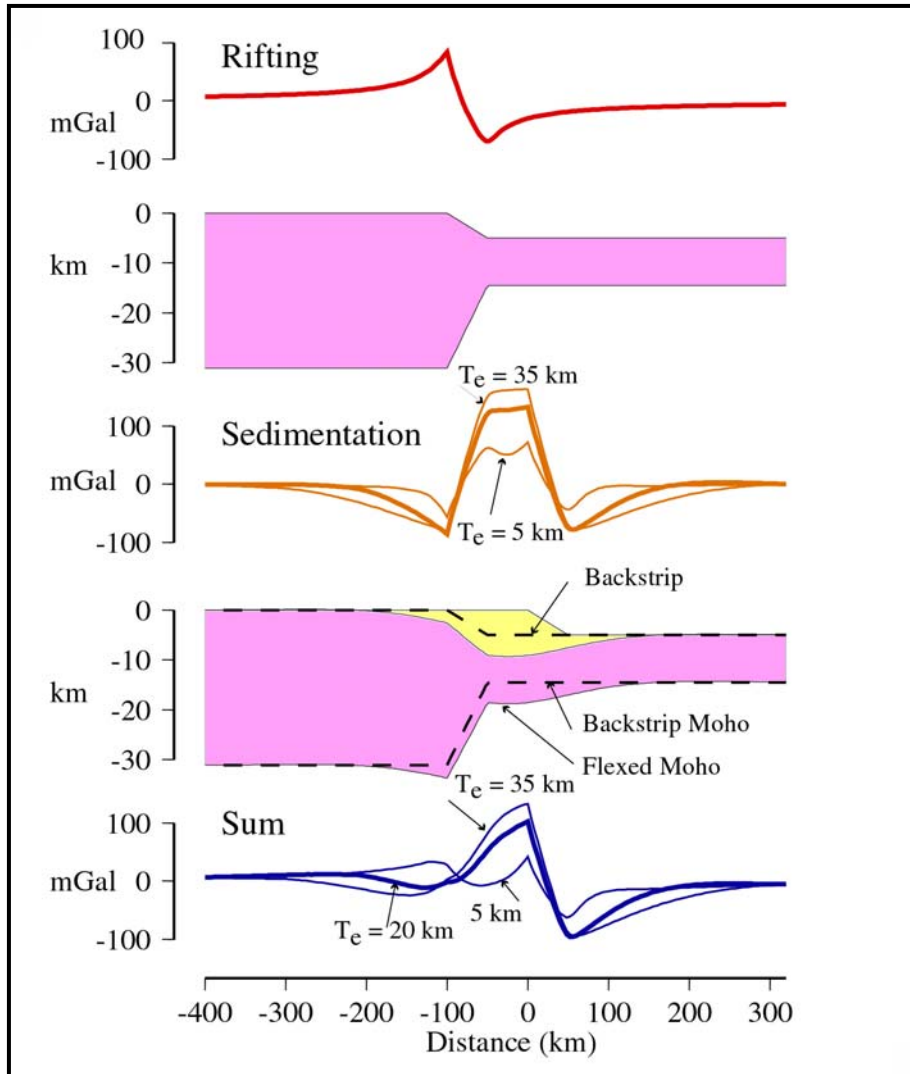 100
Rifting
0
mGal
-100
0
km
-10
-20
-30
Te = 35 km
100
Sedimentation
mGal
0
-100
Te = 5 km
Backstrip
0
-10
km
-20
Backstrip Moho
Flexed Moho
-30
Te = 35 km
100
Sum
mGal
0
5 km
Te = 20 km
-100
-400 -300 -200 -100 0 100 200 300
Distance (km)